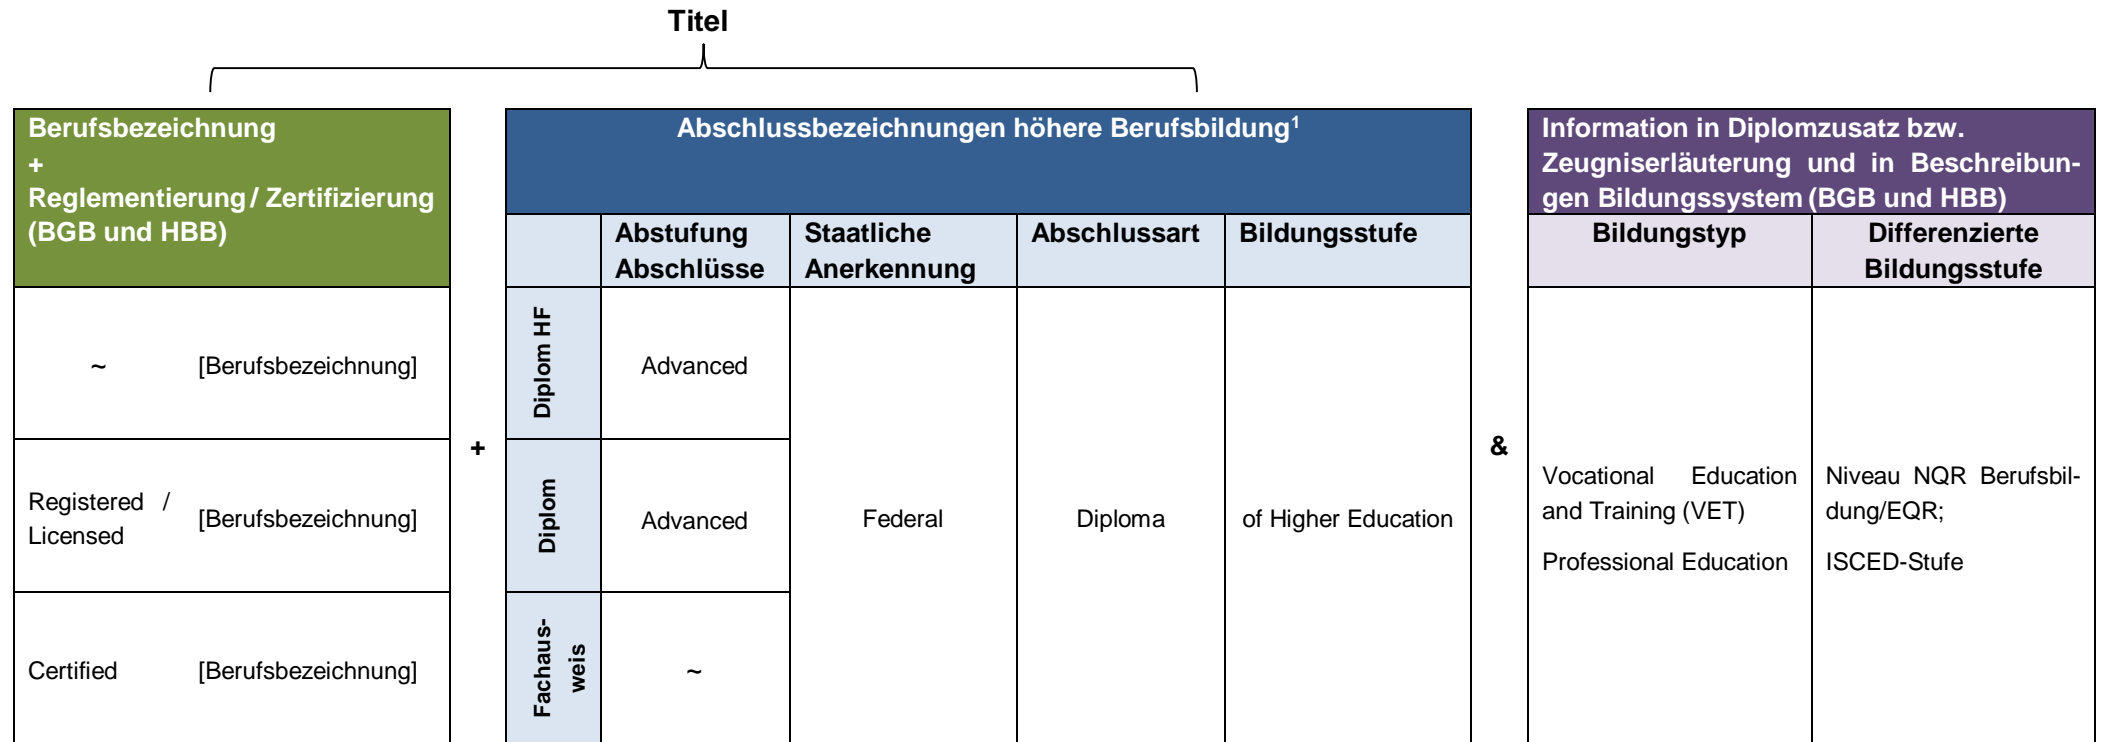 Titel
Berufsbezeichnung
+
Reglementierung / Zertifizierung
(BGB und HBB)
Abschlussbezeichnungen höhere Berufsbildung¹
Information in Diplomzusatz bzw.
Zeugniserläuterung und in Beschreibun-
gen Bildungssystem (BGB und HBB)
Abstufung
Abschlüsse
Staatliche
Anerkennung
Abschlussart
Bildungsstufe
Bildungstyp
Differenzierte
Bildungsstufe
~ [Berufsbezeichnung]
Registered /
Licensed
[Berufsbezeichnung]
Certified [Berufsbezeichnung]
+
Diplom HF
Advanced
Diplom
Advanced
Fachaus-
weis
~
Federal
Diploma
of Higher Education
&
Vocational Education
and Training (VET)
Professional Education
Niveau NQR Berufsbil-
dung/EQR;
ISCED-Stufe